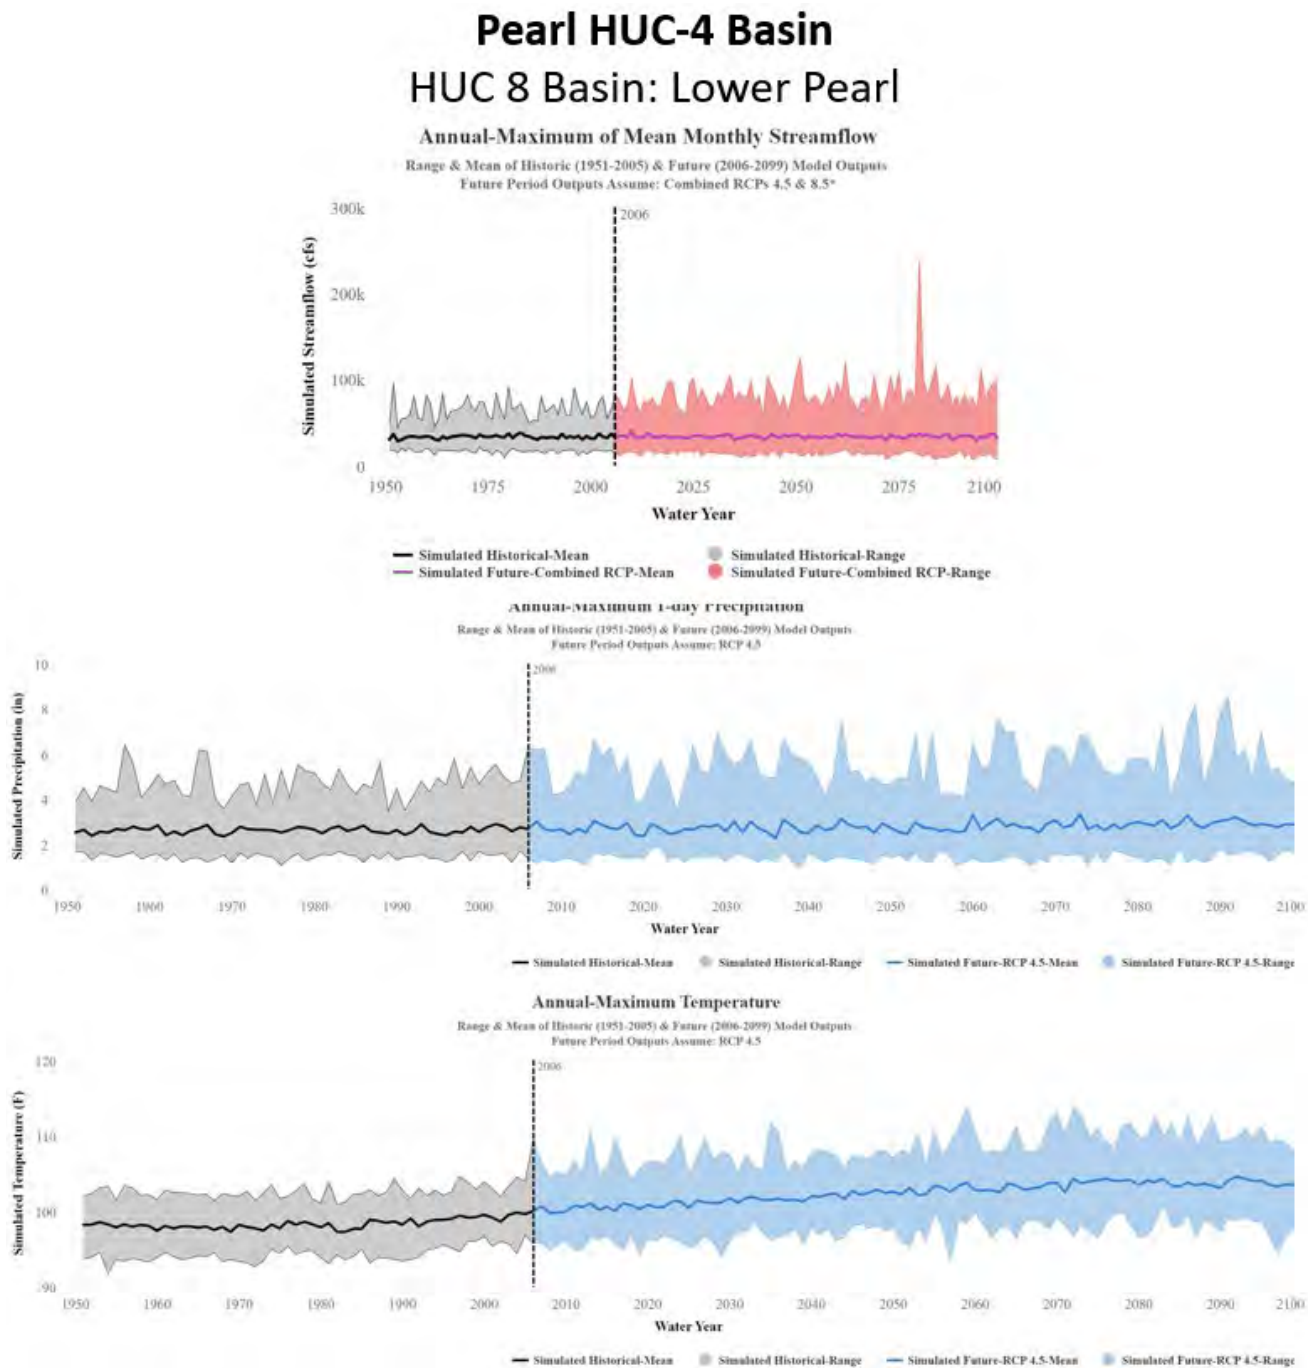 Pearl HUC-4 Basin
HUC 8 Basin: Lower Pearl
Annual-Maximum of Mean Monthly Streamflow
Range & Mean of Historic (1951-2005) & Future (2006-2099) Model Outputs
Future Period Outputs Assume: Combined RCPs 4.5 & 8.5*
300k
2006
200k
100k
0
Simulated Streamflow (cfs)
1950 1975 2000 2025 2050 2075 2100
Water Year
Simulated Historical-Mean Simulated Historical-Range
Simulated Future-Combined RCP-Mean Simulated Future-Combined RCP-Range
Annual-Maximum 1-day Precipitation
Range & Mean of Historic (1951-2005) & Future (2006-2099) Model Outputs
Future Period Outputs Assume: RCP 4.5
10
2006
8
6
4
2
0
Simulated Precipitation (in)
1950 1960 1970 1980 1990 2000 2010 2020 2030 2040 2050 2060 2070 2080 2090 2100
Water Year
Simulated Historical-Mean Simulated Historical-Range Simulated Future-RCP 4.5-Mean Simulated Future-RCP 4.5-Range
Annual-Maximum Temperature
Range & Mean of Historic (1951-2005) & Future (2006-2099) Model Outputs
Future Period Outputs Assume: RCP 4.5
120
2006
110
100
90
Simulated Temperature (F)
1950 1960 1970 1980 1990 2000 2010 2020 2030 2040 2050 2060 2070 2080 2090 2100
Water Year
Simulated Historical-Mean Simulated Historical-Range Simulated Future-RCP 4.5-Mean Simulated Future-RCP 4.5-Range